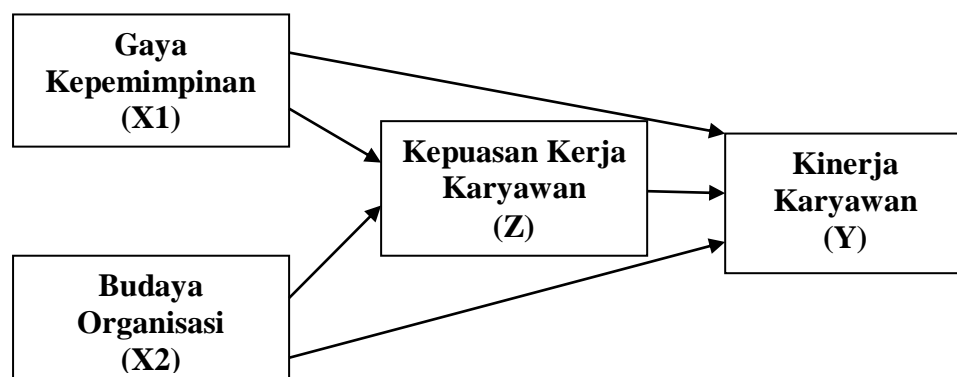 Gaya
Kepemimpinan
(X1)
Kepuasan Kerja
Karyawan
(Z)
Kinerja
Karyawan
(Y)
Budaya
Organisasi
(X2)